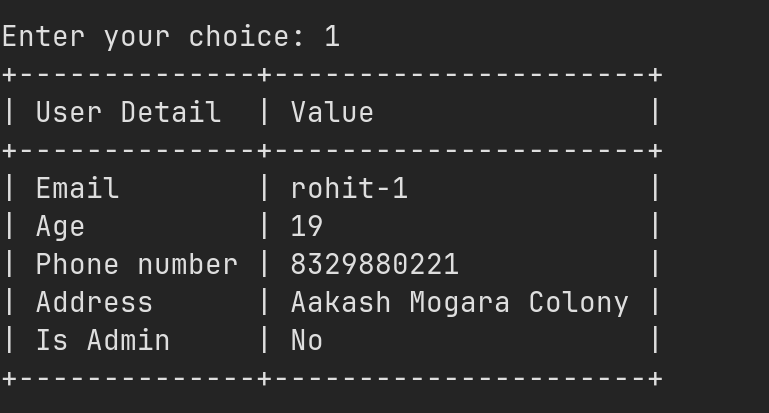 Enter your choice: 1
+--------------+----------------------+
| User Detail  | Value                |
+--------------+----------------------+
| Email        | rohit-1              |
| Age          | 19                   |
| Phone number | 8329880221           |
| Address      | Aakash Mogara Colony |
| Is Admin     | No                   |
+--------------+----------------------+